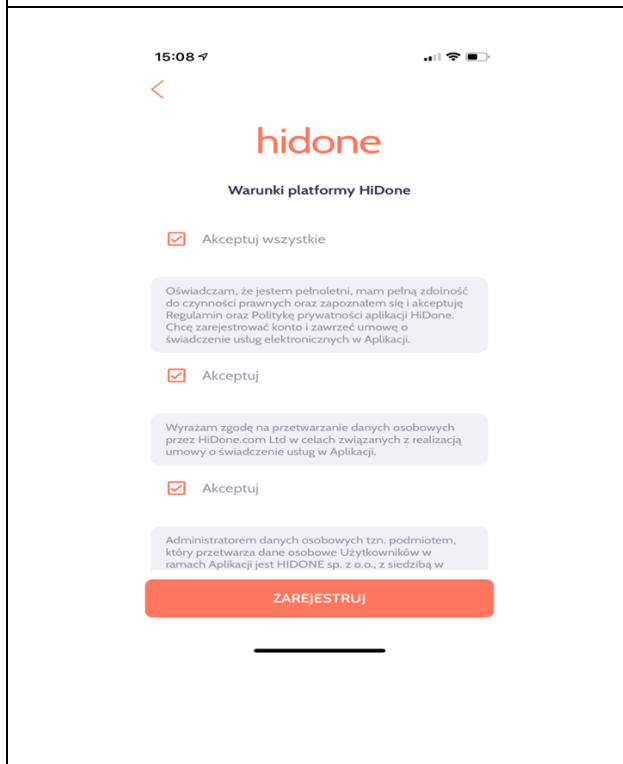 15:08
hidone
Warunki platformy HiDone
Akceptuj wszystkie
Oświadczam, że jestem pełnoletni, mam pełną zdolność
do czynności prawnych oraz zapoznałem się i akceptuję
Regulamin oraz Politykę prywatności aplikacji HiDone.
Chcę zarejestrować konto i zawrzeć umowę o
świadczenie usług elektronicznych w Aplikacji.
Akceptuj
Wyrażam zgodę na przetwarzanie danych osobowych
przez HiDone.com Ltd w celach związanych z realizacją
umowy o świadczenie usług w Aplikacji.
Akceptuj
Administratorem danych osobowych tzn. podmiotem,
który przetwarza dane osobowe Użytkowników w
ramach Aplikacji jest HIDONE sp. z o.o., z siedzibą w
ZAREJESTRUJ